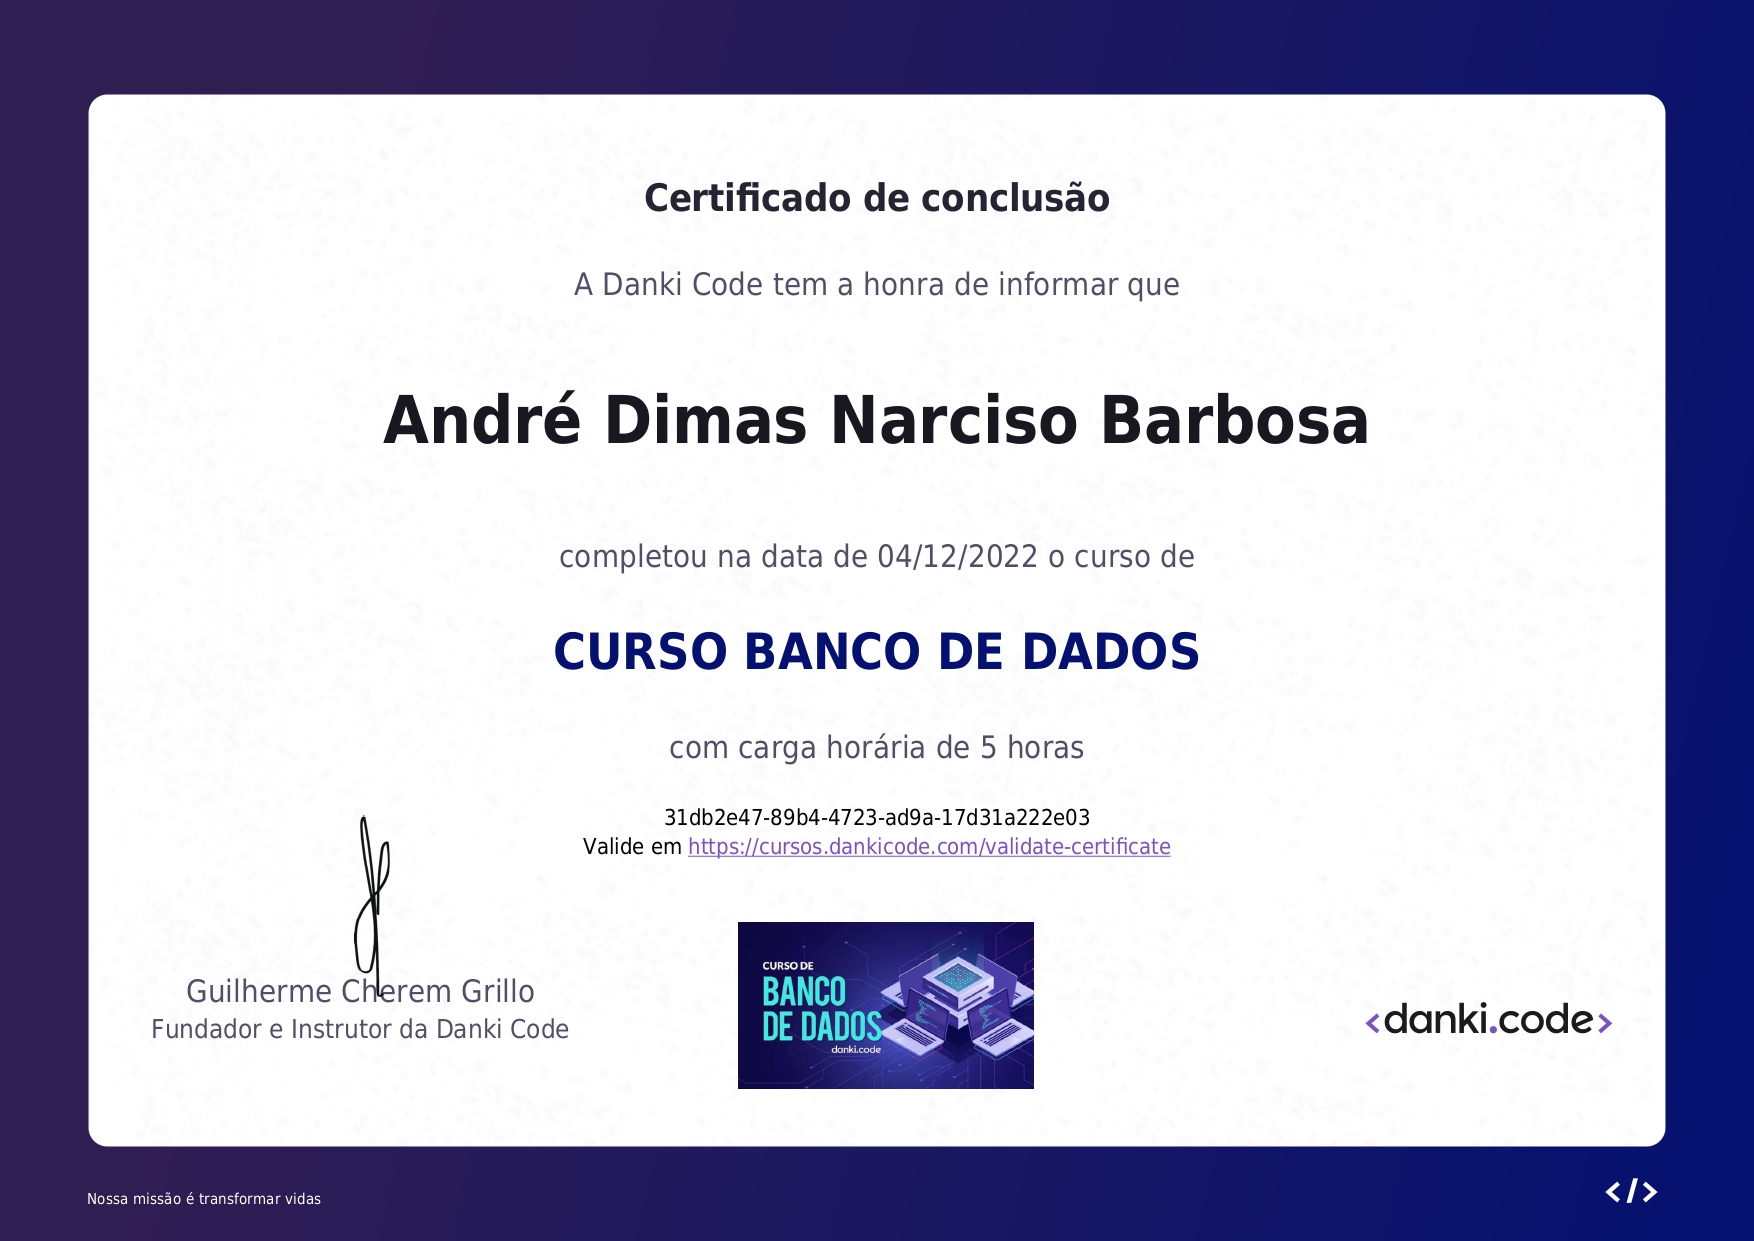 Certificado de conclusão
A Danki Code tem a honra de informar que
André Dimas Narciso Barbosa
completou na data de 04/12/2022 o curso de
CURSO BANCO DE DADOS
com carga horária de 5 horas
31db2e47-89b4-4723-ad9a-17d31a222e03
Valide em https://cursos.dankicode.com/validate-certificate
Guilherme Cherem Grillo
Fundador e Instrutor da Danki Code
CURSO DE
BANCO
DE DADOS
danki.code
<danki.code>
Nossa missão é transformar vidas
</>